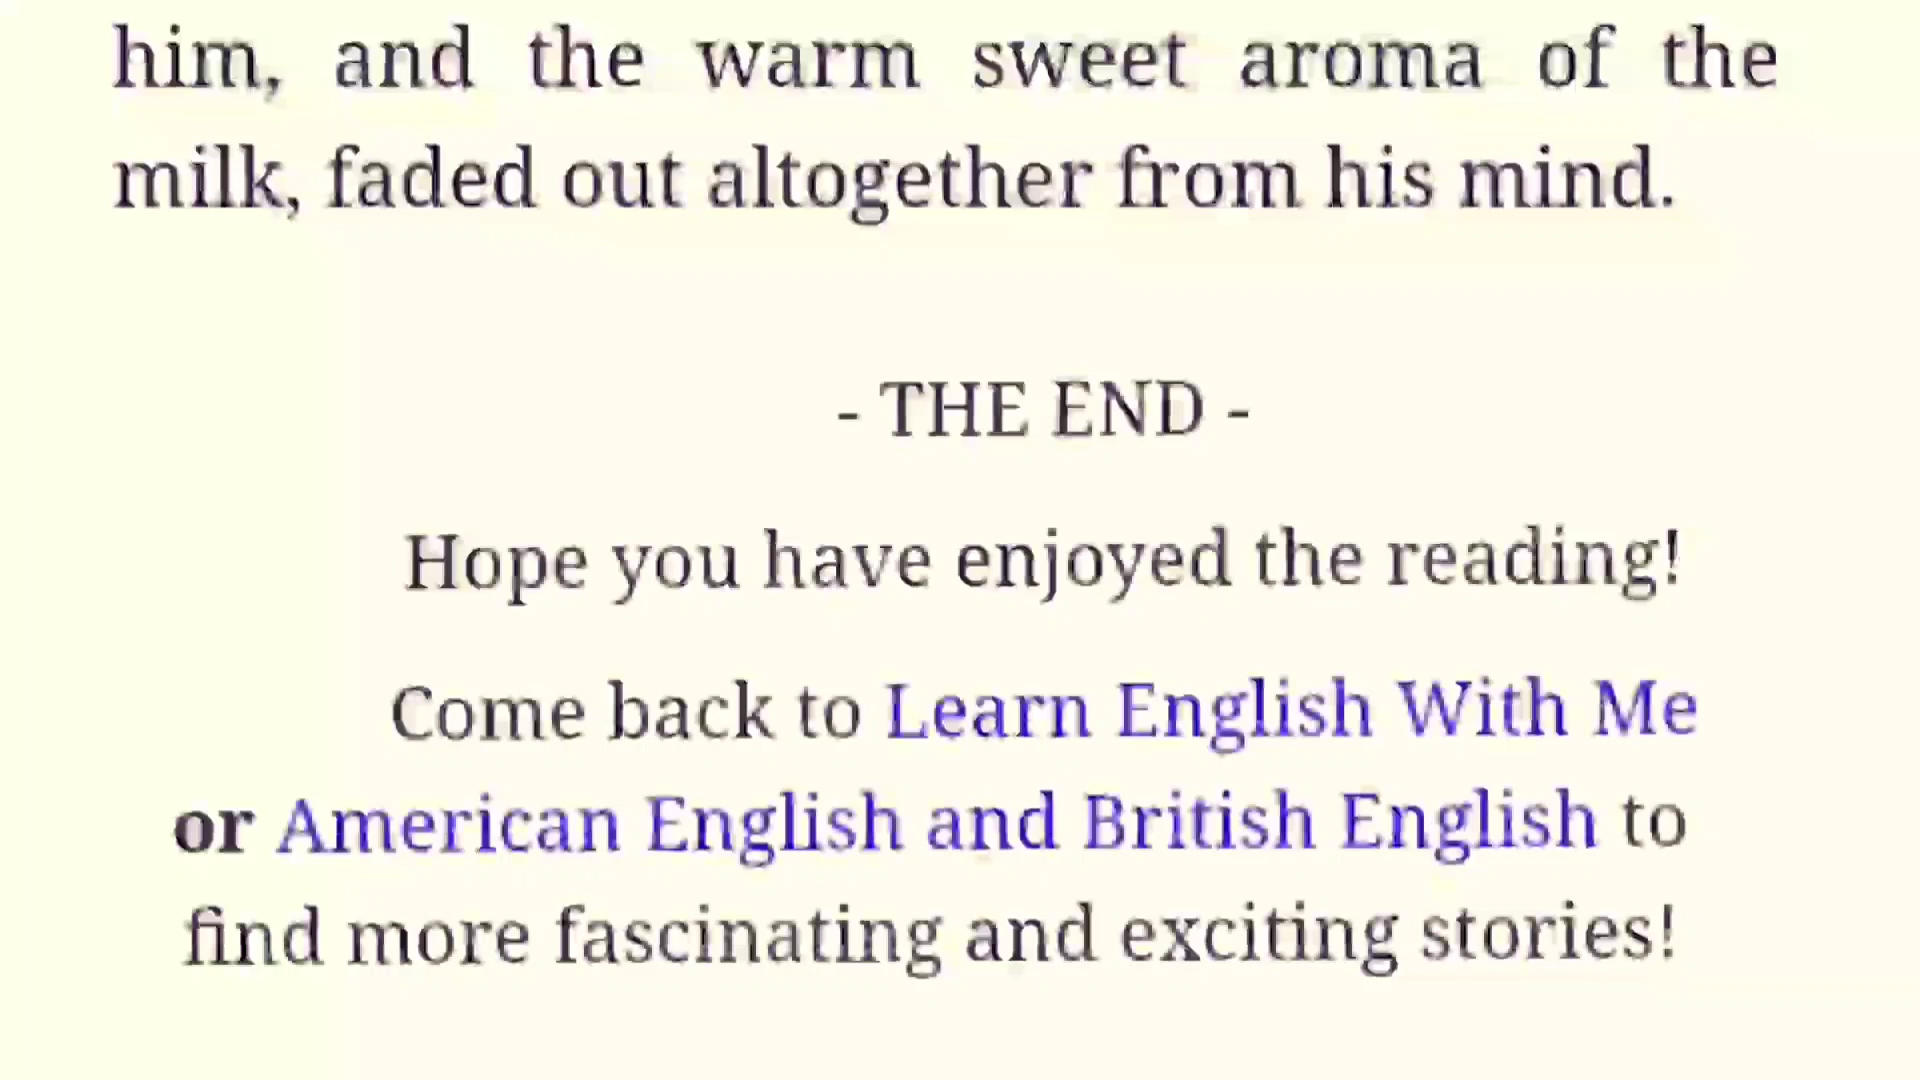 him, and the warm sweet aroma of the
milk, faded out altogether from his mind.
- THE END -
Hope you have enjoyed the reading!
Come back to Learn English With Me
or American English and British English to
find more fascinating and exciting stories!